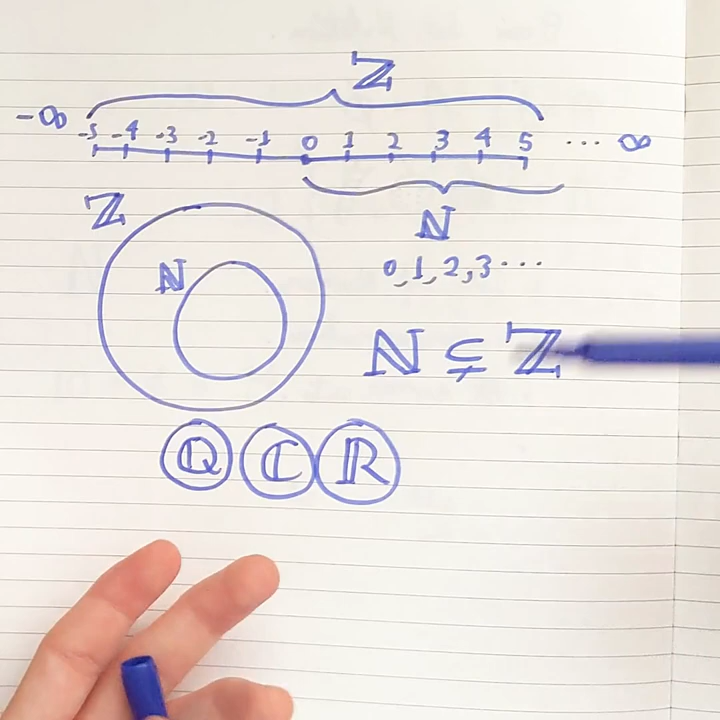 ℤ
-∞ -5 -4 -3 -2 -1 0 1 2 3 4 5 ... ∞
ℤ
ℕ
ℕ
0, 1, 2, 3 ...
ℕ ⊊ ℤ
ℚ ℂ ℝ